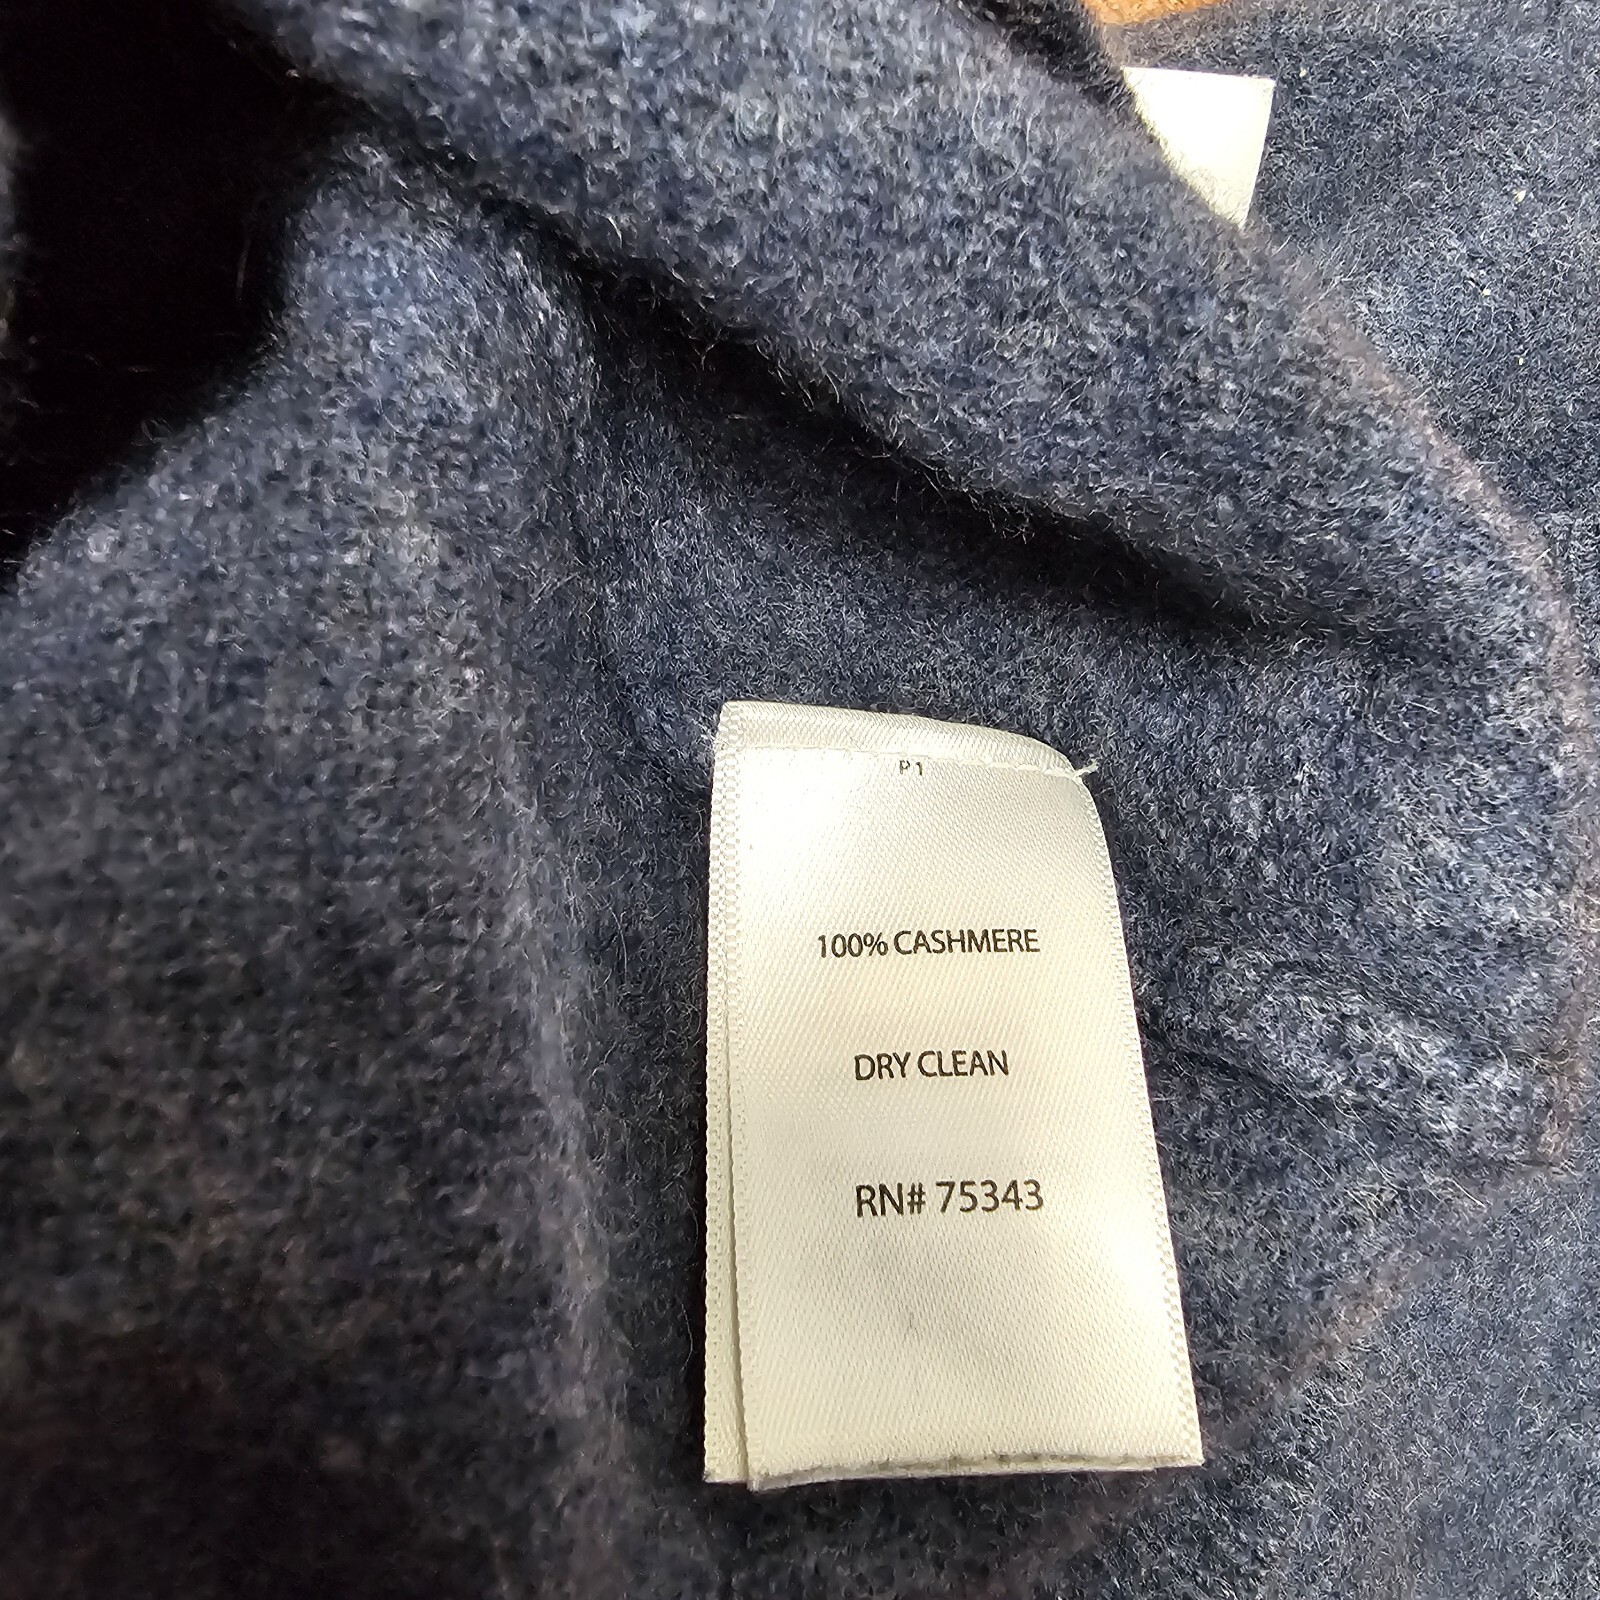 P1
100% CASHMERE
DRY CLEAN
RN# 75343